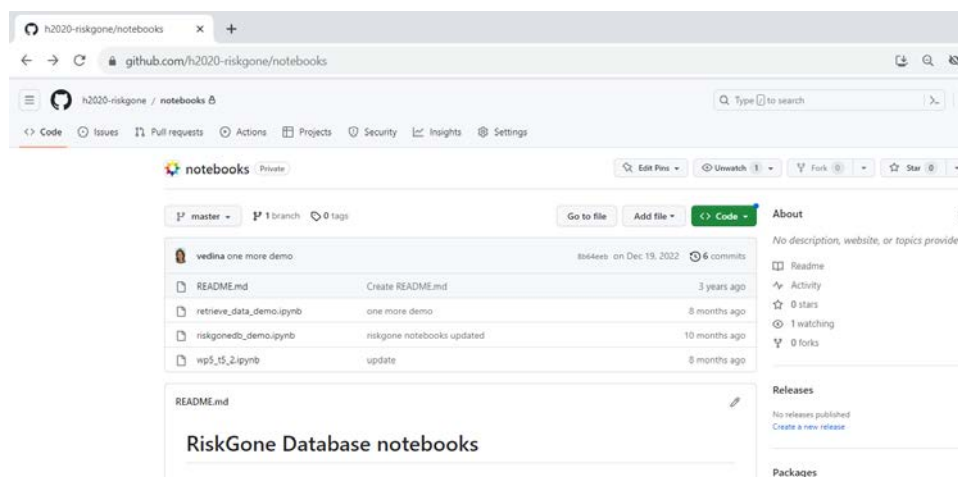 h2020-riskgone/notebooks
github.com/h2020-riskgone/notebooks
h2020-riskgone / notebooks
Type / to search
<> Code Issues Pull requests Actions Projects Security Insights Settings
notebooks Private
Edit Pins Unwatch 1 Fork 0 Star 0
master 1 branch 0 tags Go to file Add file <> Code
vedina one more demo 8b64eeb on Dec 19, 2022 6 commits
README.md Create README.md 3 years ago
retrieve_data_demo.ipynb one more demo 8 months ago
riskgonedb_demo.ipynb riskgone notebooks updated 10 months ago
wp5_t5_2.ipynb update 8 months ago
README.md
RiskGone Database notebooks
About
No description, website, or topics provide
Readme
Activity
0 stars
1 watching
0 forks
Releases
No releases published
Create a new release
Packages